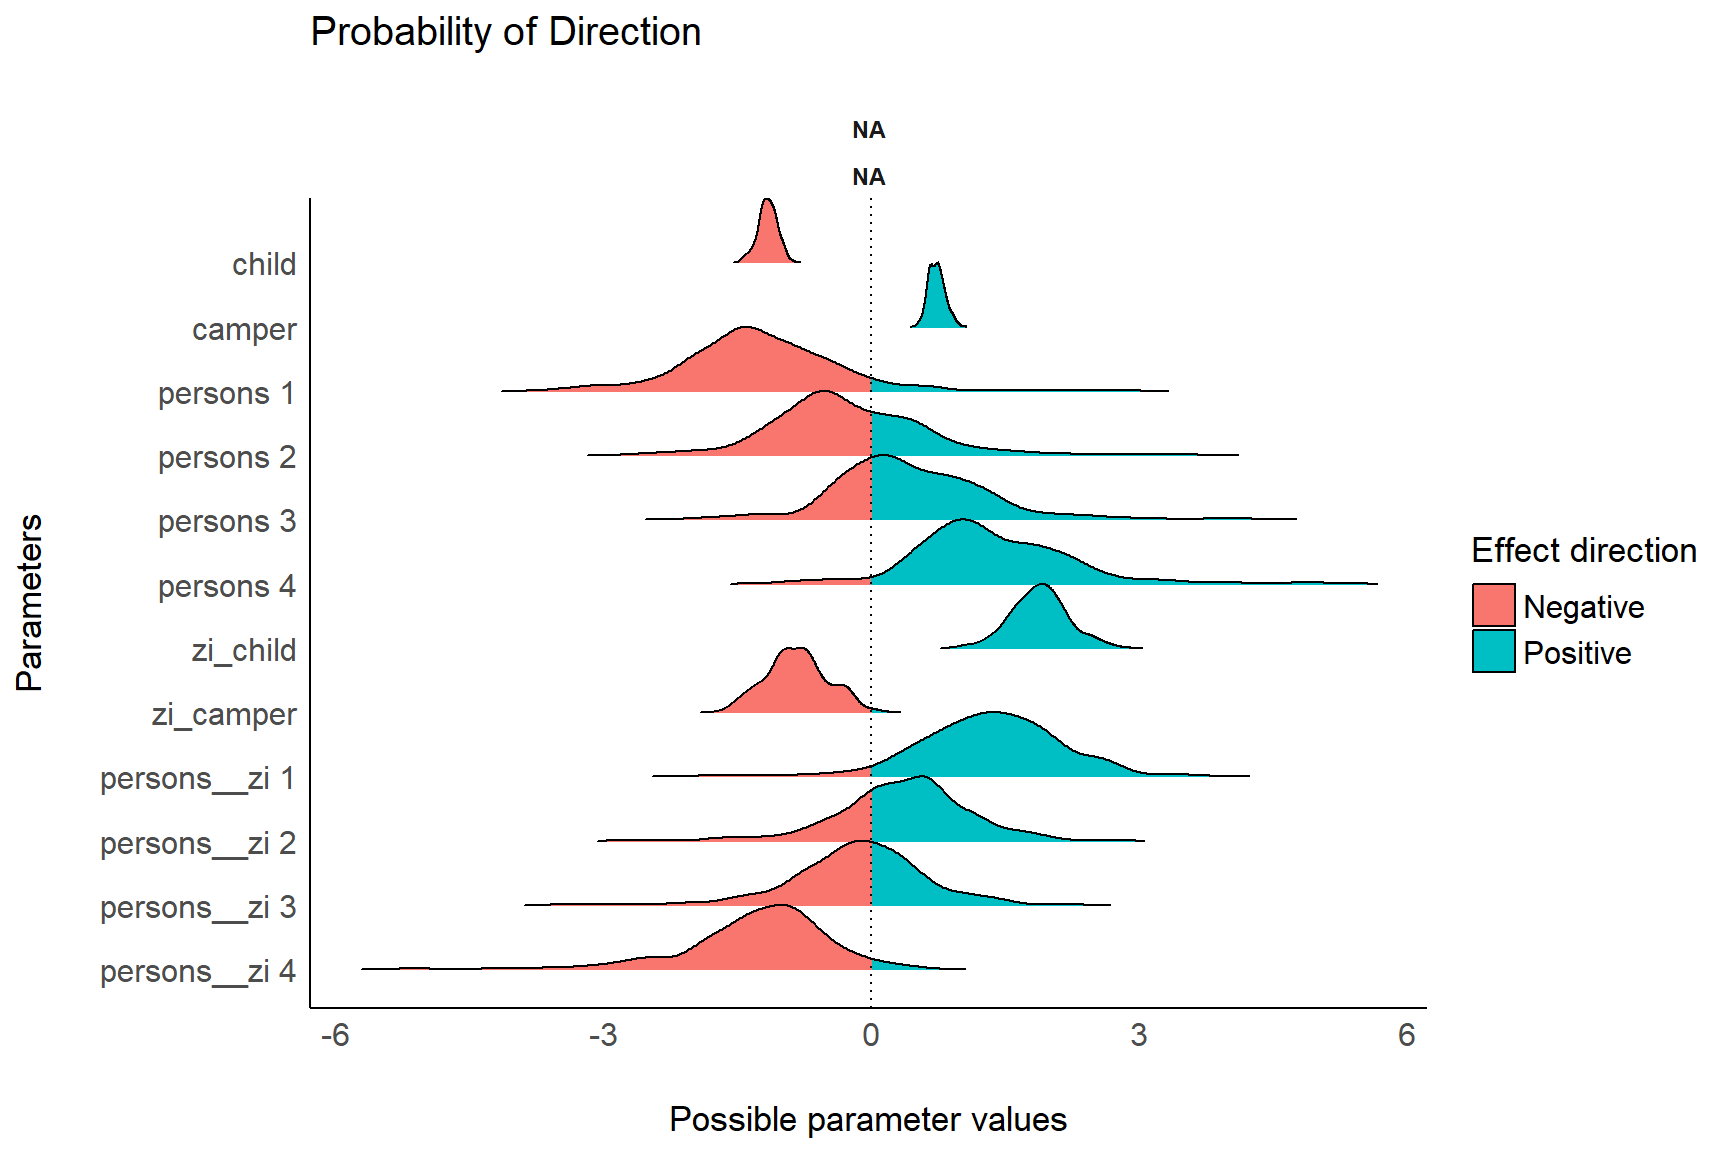 Probability of Direction
NA
NA
child
camper
persons 1
persons 2
persons 3
persons 4
zi_child
zi_camper
persons__zi 1
persons__zi 2
persons__zi 3
persons__zi 4
Parameters
-6 -3 0 3 6
Possible parameter values
Effect direction
Negative
Positive